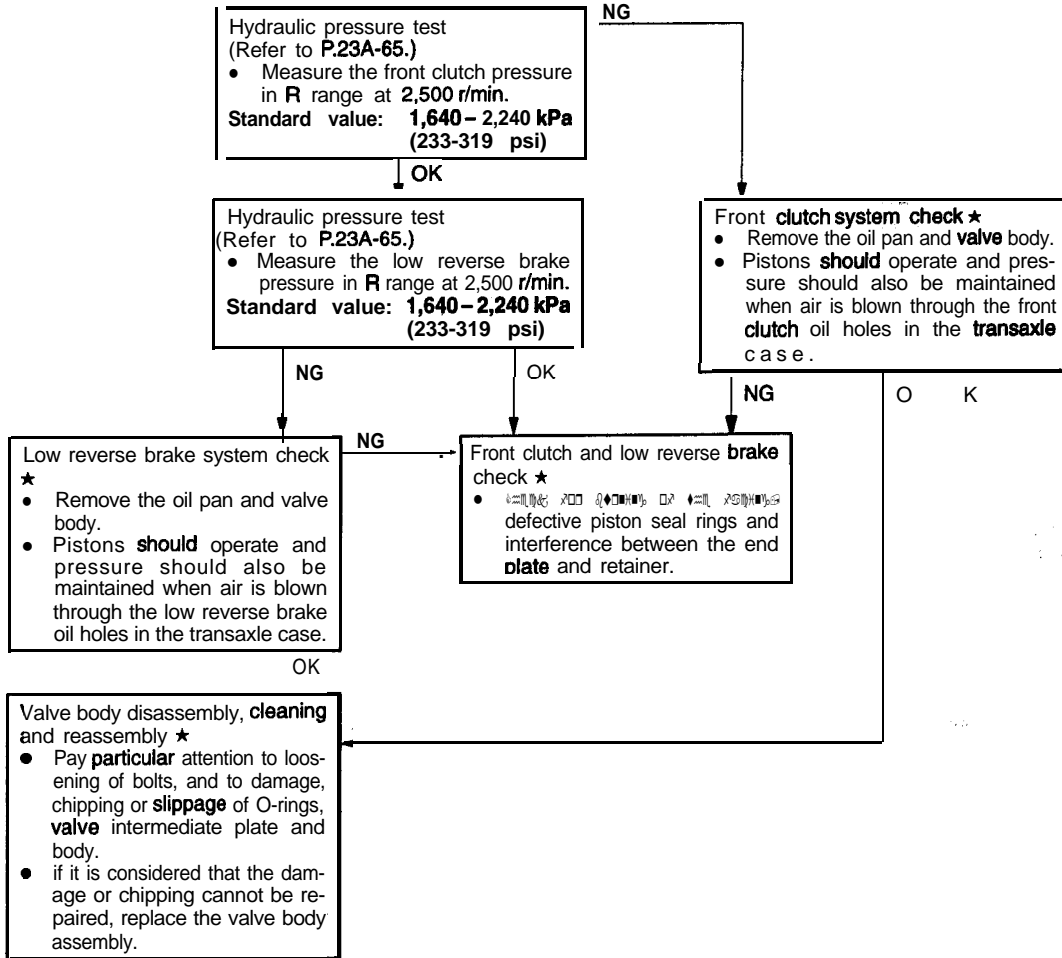 NG
Hydraulic pressure test
(Refer to P.23A-65.)
● Measure the front clutch pressure
in R range at 2,500 r/min.
Standard value: 1,640 – 2,240 kPa
(233-319 psi)
OK
Hydraulic pressure test
(Refer to P.23A-65.)
● Measure the low reverse brake
pressure in R range at 2,500 r/min.
Standard value: 1,640 – 2,240 kPa
(233-319 psi)
Front clutch system check ★
● Remove the oil pan and valve body.
● Pistons should operate and pres-
sure should also be maintained
when air is blown through the front
clutch oil holes in the transaxle
case.
NG
OK
NG
O K
Low reverse brake system check
★
● Remove the oil pan and valve
body.
● Pistons should operate and
pressure should also be
maintained when air is blown
through the low reverse brake
oil holes in the transaxle case.
NG
Front clutch and low reverse brake
check ★
●
defective piston seal rings and
interference between the end
plate and retainer.
OK
Valve body disassembly, cleaning
and reassembly ★
● Pay particular attention to loos-
ening of bolts, and to damage,
chipping or slippage of O-rings,
valve intermediate plate and
body.
● if it is considered that the dam-
age or chipping cannot be re-
paired, replace the valve body
assembly.